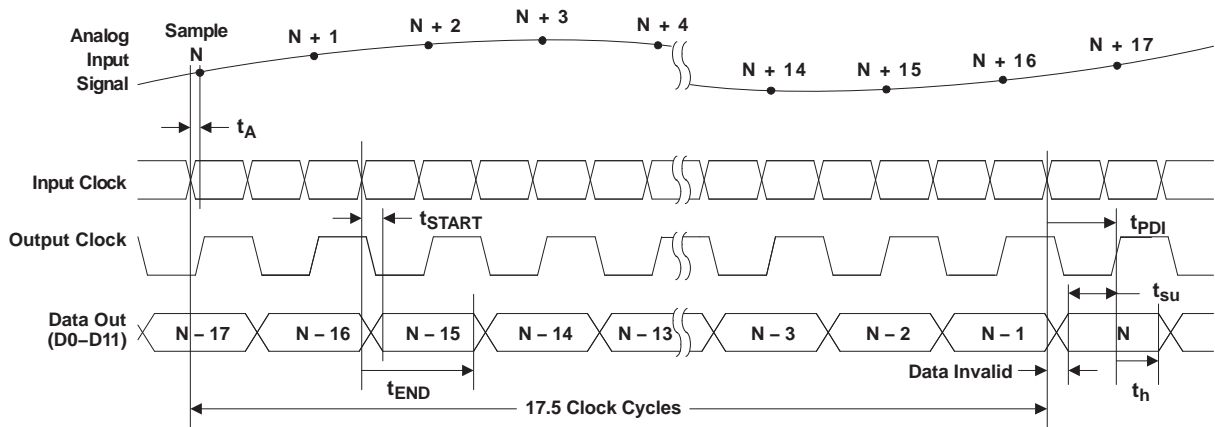 Analog
Input
Signal
Sample
N
N + 1
N + 2
N + 3
N + 4
N + 14
N + 15
N + 16
N + 17
tA
Input Clock
tSTART
Output Clock
tPDI
tsu
Data Out
(D0–D11)
N – 17
N – 16
N – 15
N – 14
N – 13
N – 3
N – 2
N – 1
N
Data Invalid
tEND
th
17.5 Clock Cycles